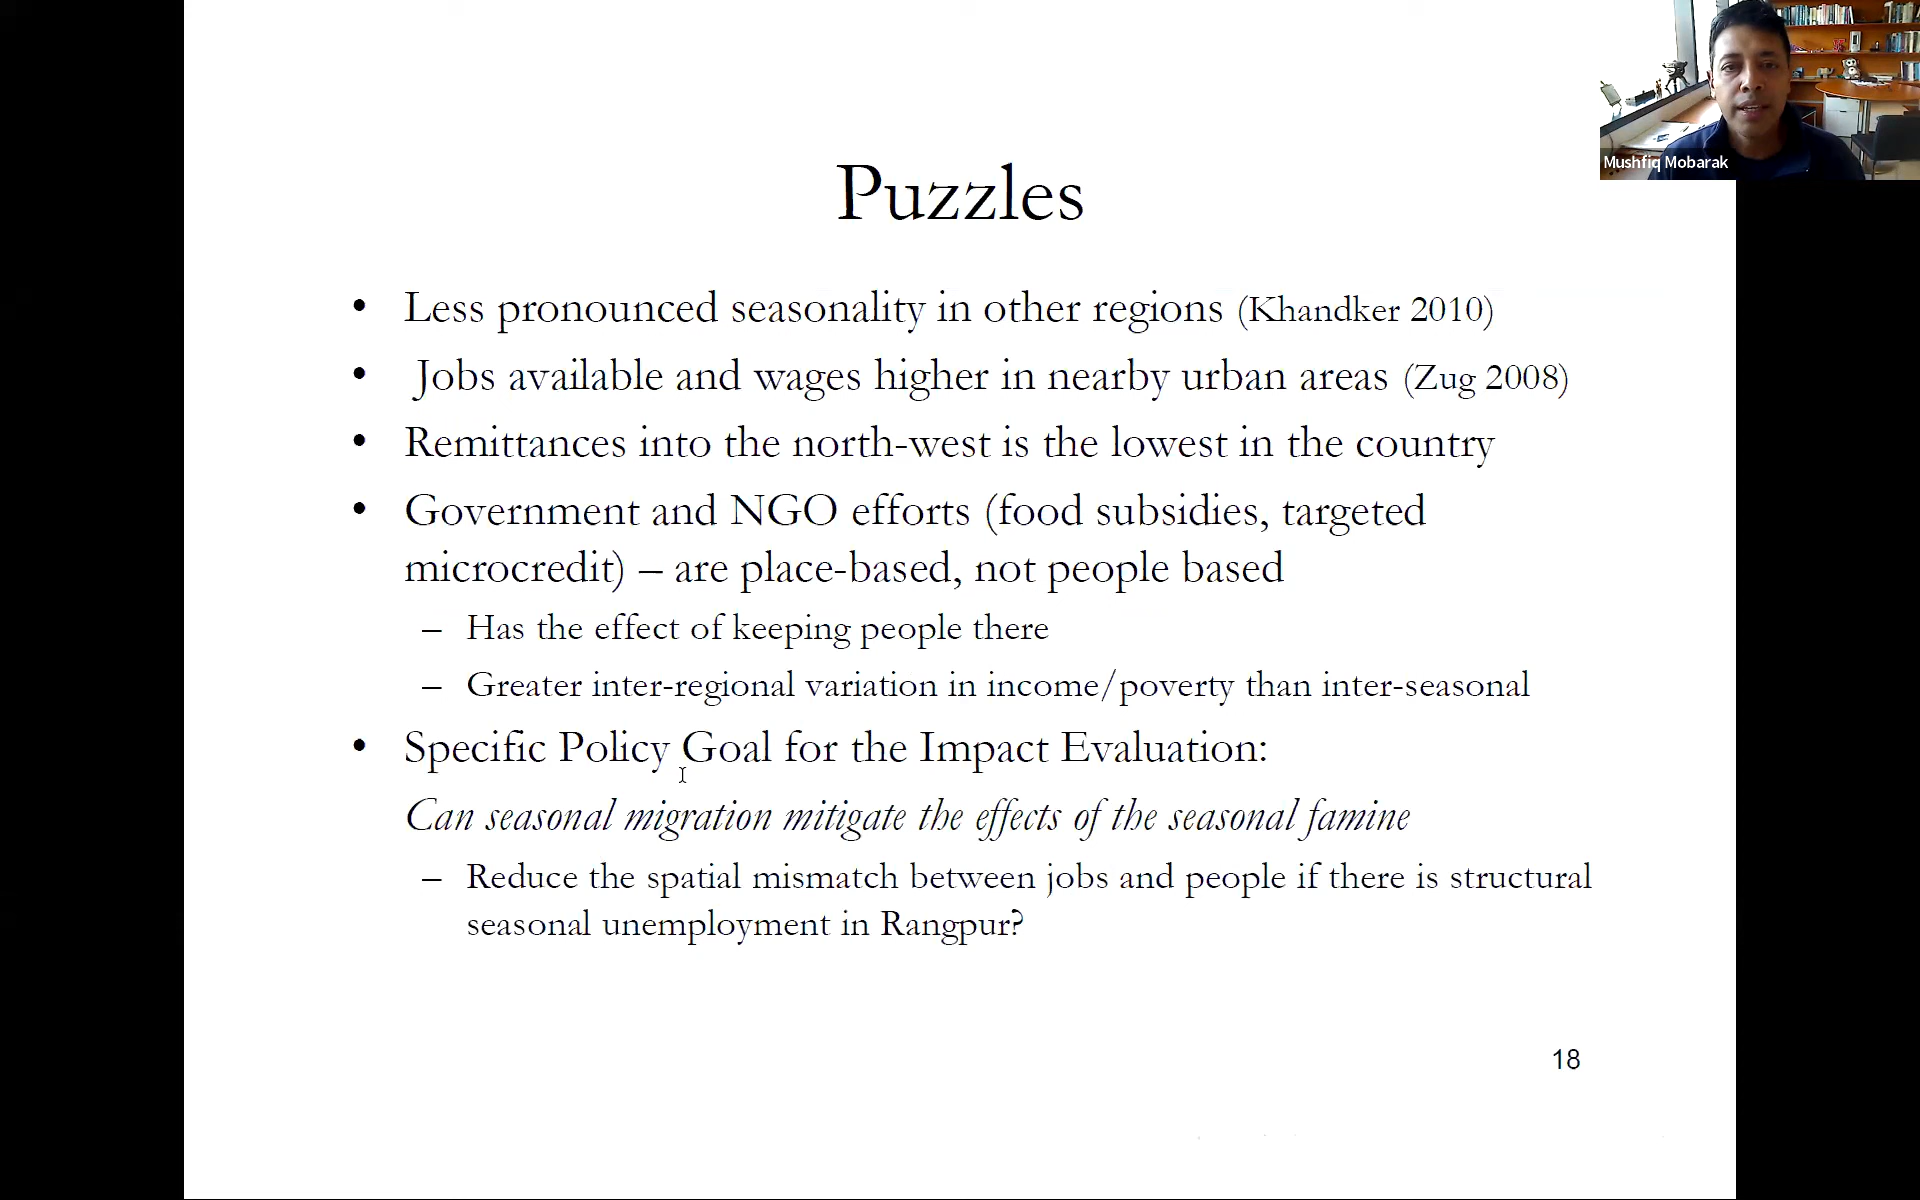 Mushfiq Mobarak
Puzzles
• Less pronounced seasonality in other regions (Khandker 2010)
• Jobs available and wages higher in nearby urban areas (Zug 2008)
• Remittances into the north-west is the lowest in the country
• Government and NGO efforts (food subsidies, targeted
microcredit) – are place-based, not people based
– Has the effect of keeping people there
– Greater inter-regional variation in income/poverty than inter-seasonal
• Specific Policy Goal for the Impact Evaluation:
Can seasonal migration mitigate the effects of the seasonal famine
– Reduce the spatial mismatch between jobs and people if there is structural
seasonal unemployment in Rangpur?
18